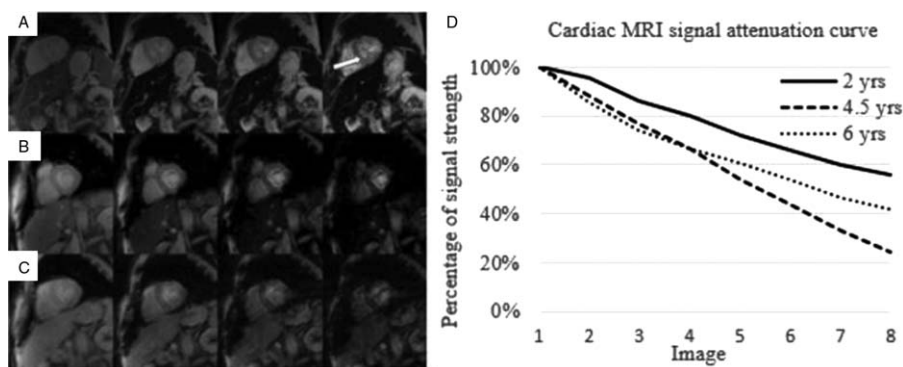 A
B
C
D
Cardiac MRI signal attenuation curve
Percentage of signal strength
100%
80%
60%
40%
20%
0%
2 yrs
4.5 yrs
6 yrs
1 2 3 4 5 6 7 8
Image